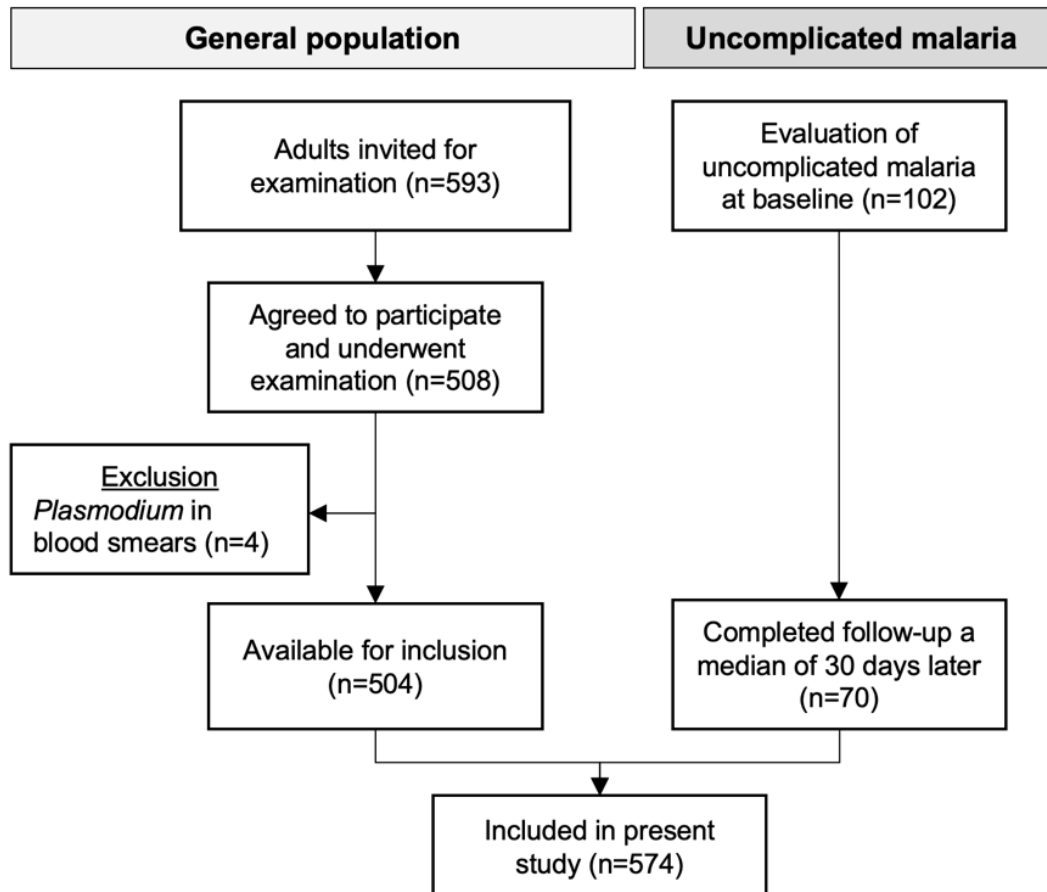 General population
Uncomplicated malaria
Adults invited for
examination (n=593)
Evaluation of
uncomplicated malaria
at baseline (n=102)
Agreed to participate
and underwent
examination (n=508)
Exclusion
Plasmodium in
blood smears (n=4)
Available for inclusion
(n=504)
Completed follow-up a
median of 30 days later
(n=70)
Included in present
study (n=574)